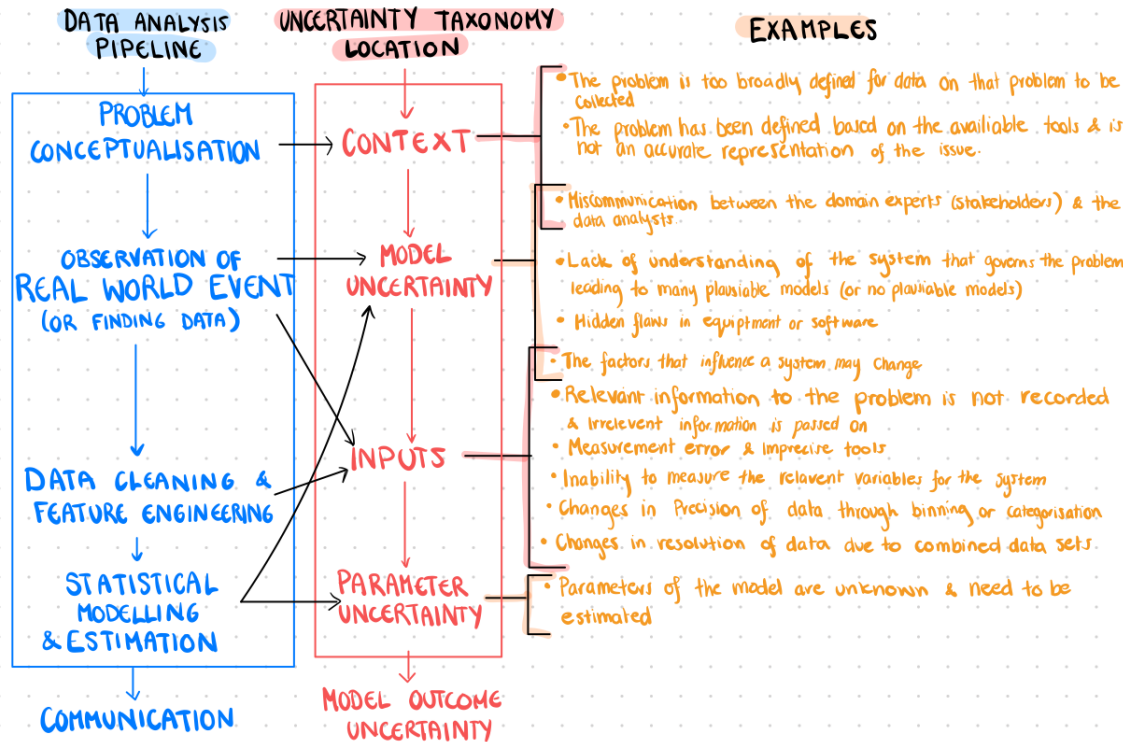 DATA ANALYSIS
PIPELINE
UNCERTAINTY TAXONOMY
LOCATION
EXAMPLES
PROBLEM
CONCEPTUALISATION
OBSERVATION OF
REAL WORLD EVENT
(OR FINDING DATA)
DATA CLEANING &
FEATURE ENGINEERING
STATISTICAL
MODELLING
& ESTIMATION
COMMUNICATION
CONTEXT
MODEL
UNCERTAINTY
INPUTS
PARAMETER
UNCERTAINTY
MODEL OUTCOME
UNCERTAINTY
• The problem is too broadly defined for data on that problem to be
collected
• The problem has been defined based on the availiable tools & is
not an accurate representation of the issue.
• Miscommunication between the domain experts (stakeholders) & the
data analysts.
• Lack of understanding of the system that governs the problem
leading to many plausiable models (or no plausiable models)
• Hidden flaws in equiptment or software
• The factors that influence a system may change
• Relevant information to the problem is not recorded
& irrelevent information is passed on
• Measurement error & imprecise tools
• Inability to measure the relavent variables for the system
• Changes in Precision of data through binning or categorisation
• Changes in resolution of data due to combined data sets.
• Parameters of the model are unknown & need to be
estimated